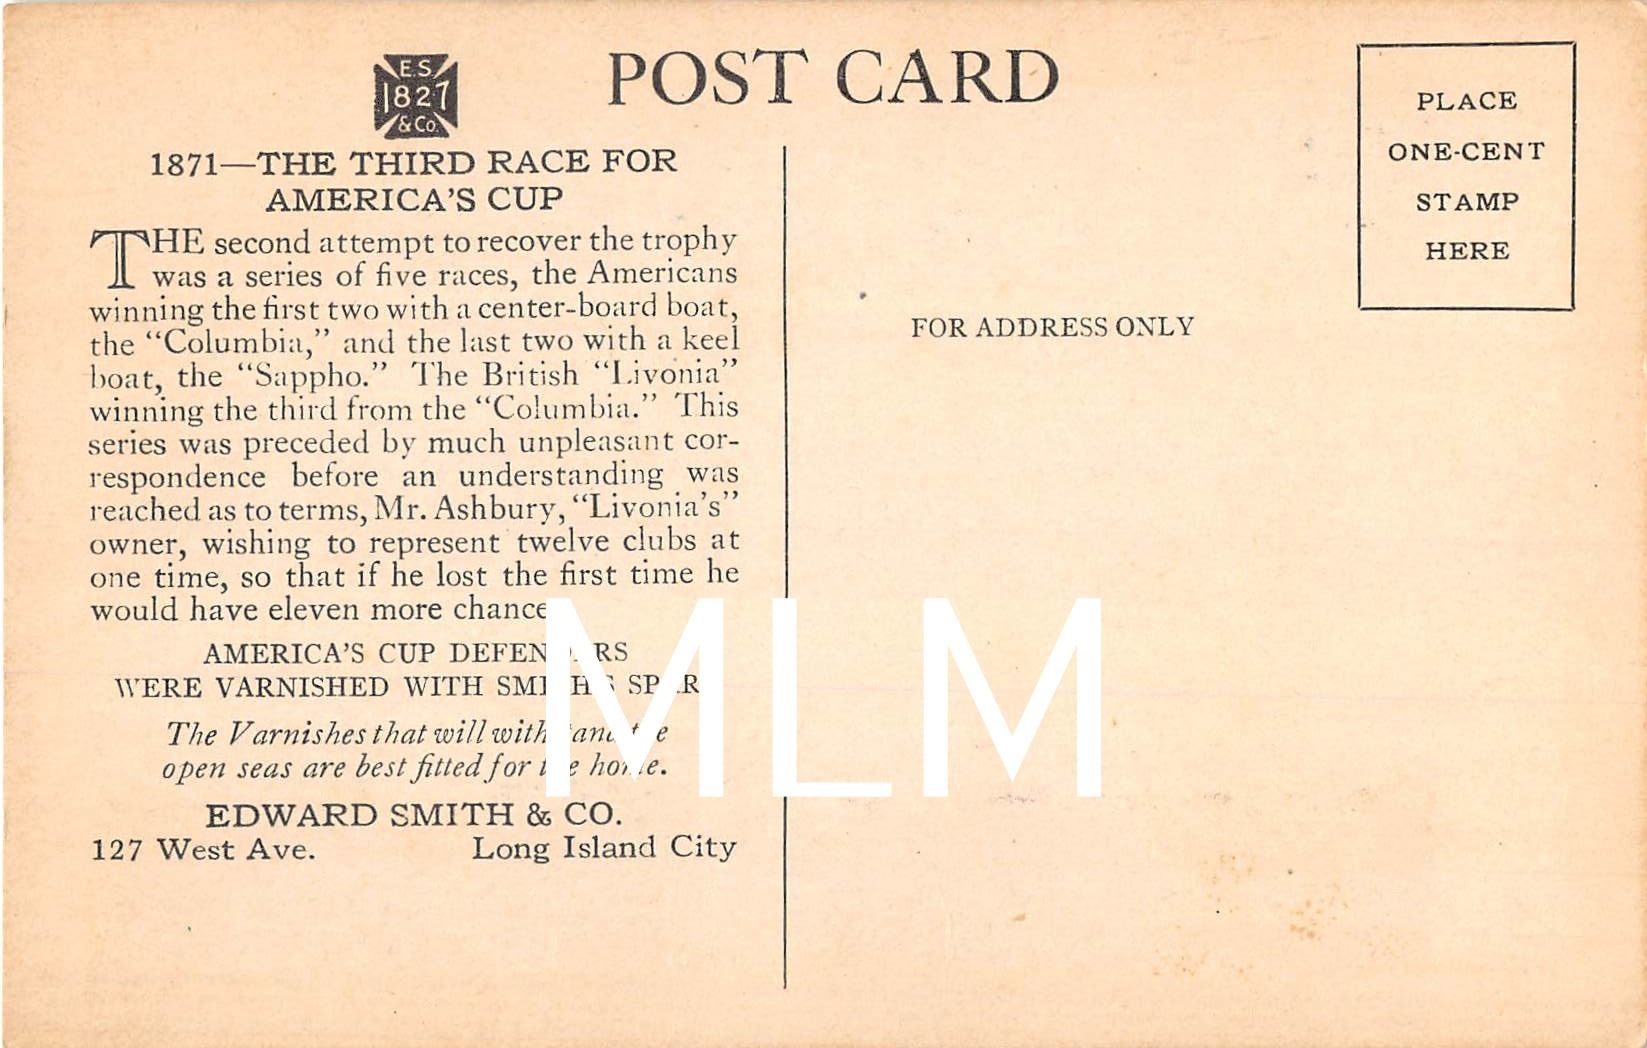 E.S.
1827
& Co.
POST CARD
PLACE
ONE-CENT
STAMP
HERE
1871—THE THIRD RACE FOR
AMERICA'S CUP
THE second attempt to recover the trophy
was a series of five races, the Americans
winning the first two with a center-board boat,
the “Columbia,” and the last two with a keel
boat, the “Sappho.” The British “Livonia”
winning the third from the “Columbia.” This
series was preceded by much unpleasant cor-
respondence before an understanding was
reached as to terms, Mr. Ashbury, “Livonia's”
owner, wishing to represent twelve clubs at
one time, so that if he lost the first time he
would have eleven more
AMERICA'S CUP
WERE VARNISHED WITH
The Varnishes that will
open seas are best fitted for
EDWARD SMITH & CO.
127 West Ave. Long Island City
FOR ADDRESS ONLY
MLM